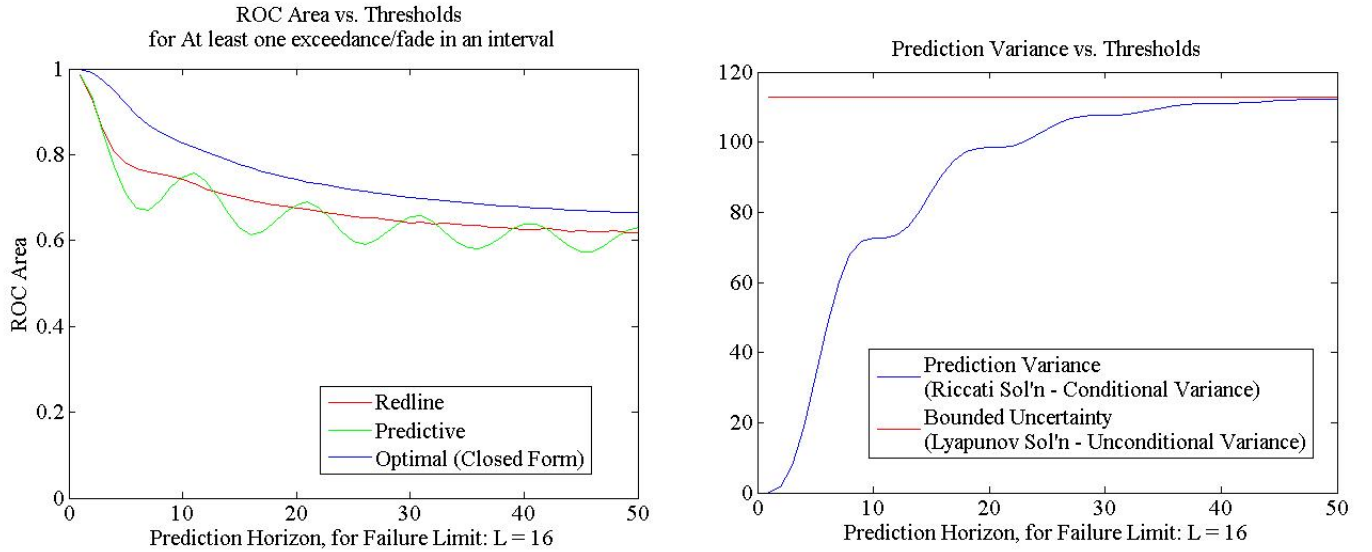 ROC Area vs. Thresholds
for At least one exceedance/fade in an interval
1
0.8
0.6
0.4
0.2
0
ROC Area
Redline
Predictive
Optimal (Closed Form)
0 10 20 30 40 50
Prediction Horizon, for Failure Limit: L = 16
Prediction Variance vs. Thresholds
120
100
80
60
40
20
0
Prediction Variance
(Riccati Sol'n - Conditional Variance)
Bounded Uncertainty
(Lyapunov Sol'n - Unconditional Variance)
0 10 20 30 40 50
Prediction Horizon, for Failure Limit: L = 16